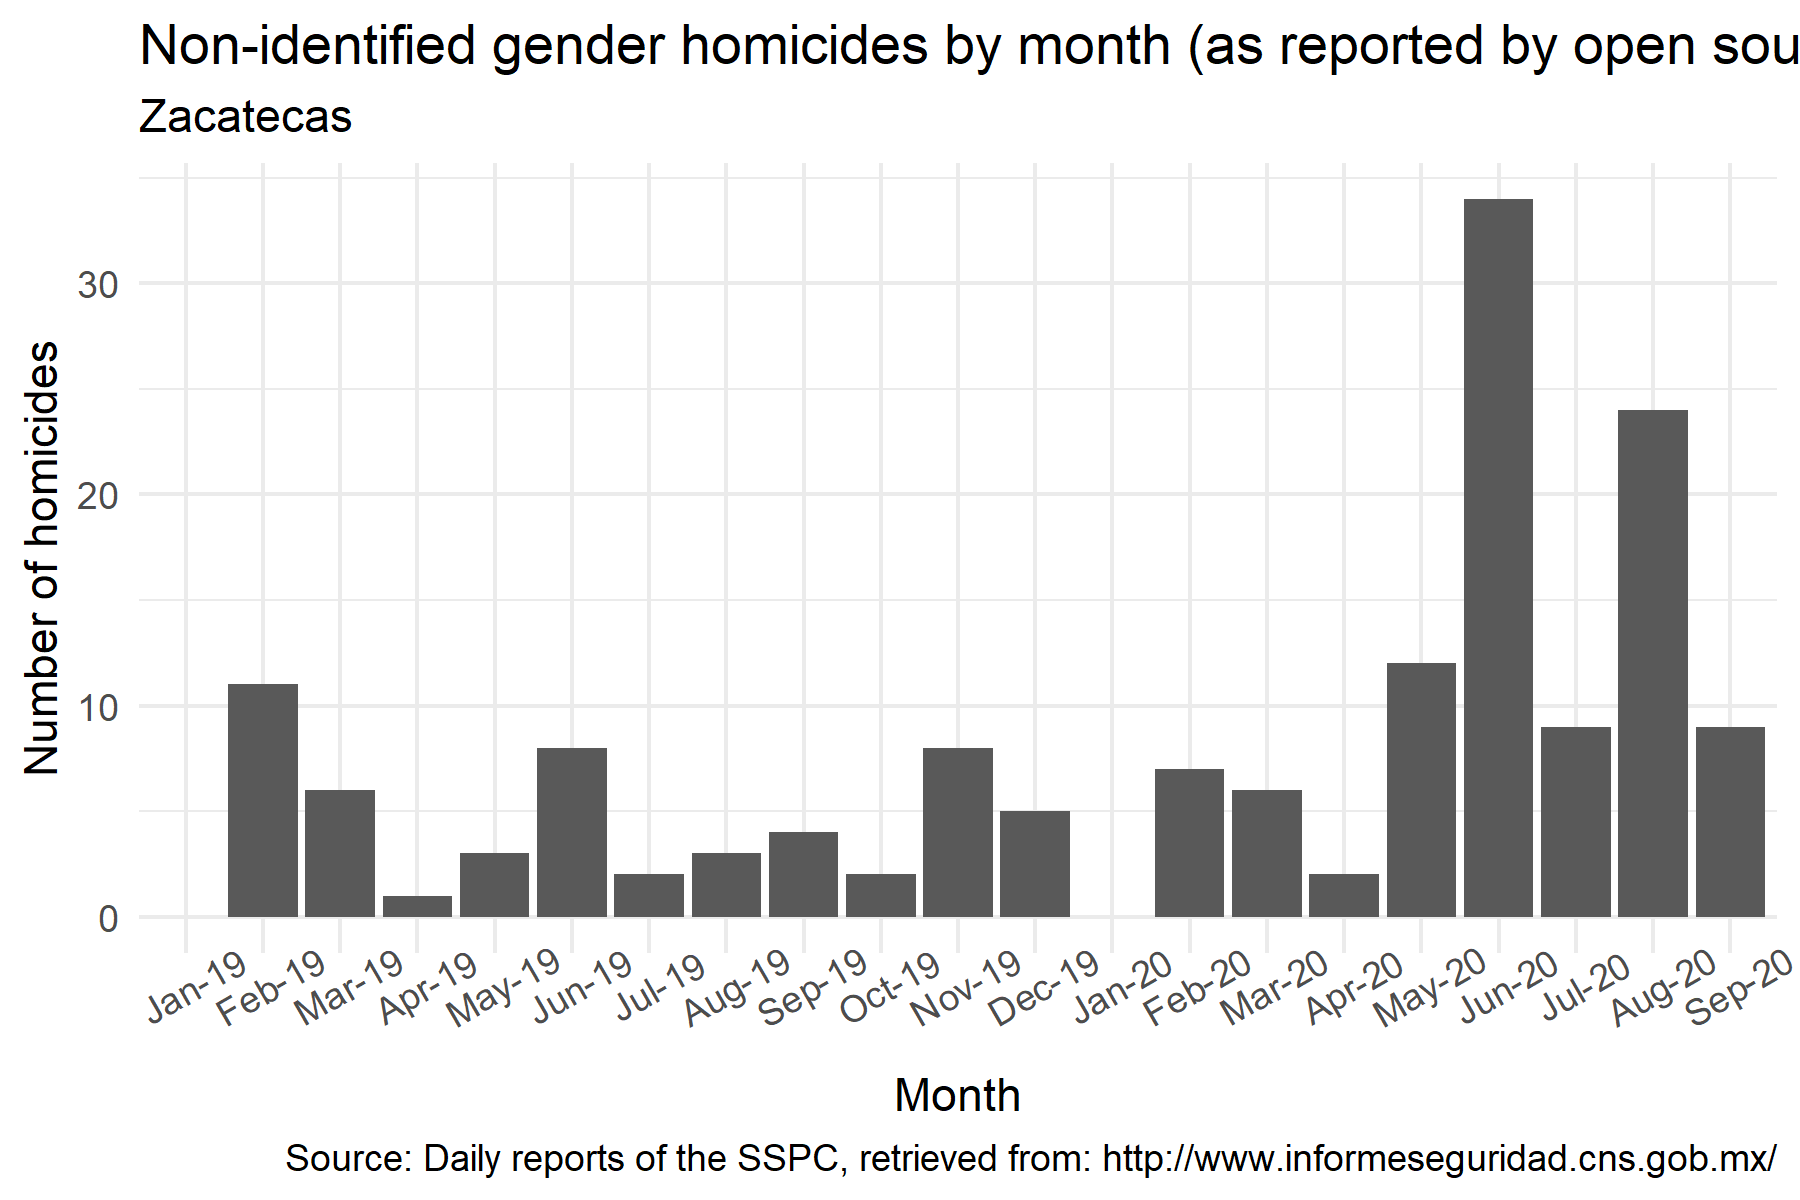 Non-identified gender homicides by month (as reported by open sou
Zacatecas
Number of homicides
30
20
10
0
Jan-19
Feb-19
Mar-19
Apr-19
May-19
Jun-19
Jul-19
Aug-19
Sep-19
Oct-19
Nov-19
Dec-19
Jan-20
Feb-20
Mar-20
Apr-20
May-20
Jun-20
Jul-20
Aug-20
Sep-20
Month
Source: Daily reports of the SSPC, retrieved from: http://www.informeseguridad.cns.gob.mx/